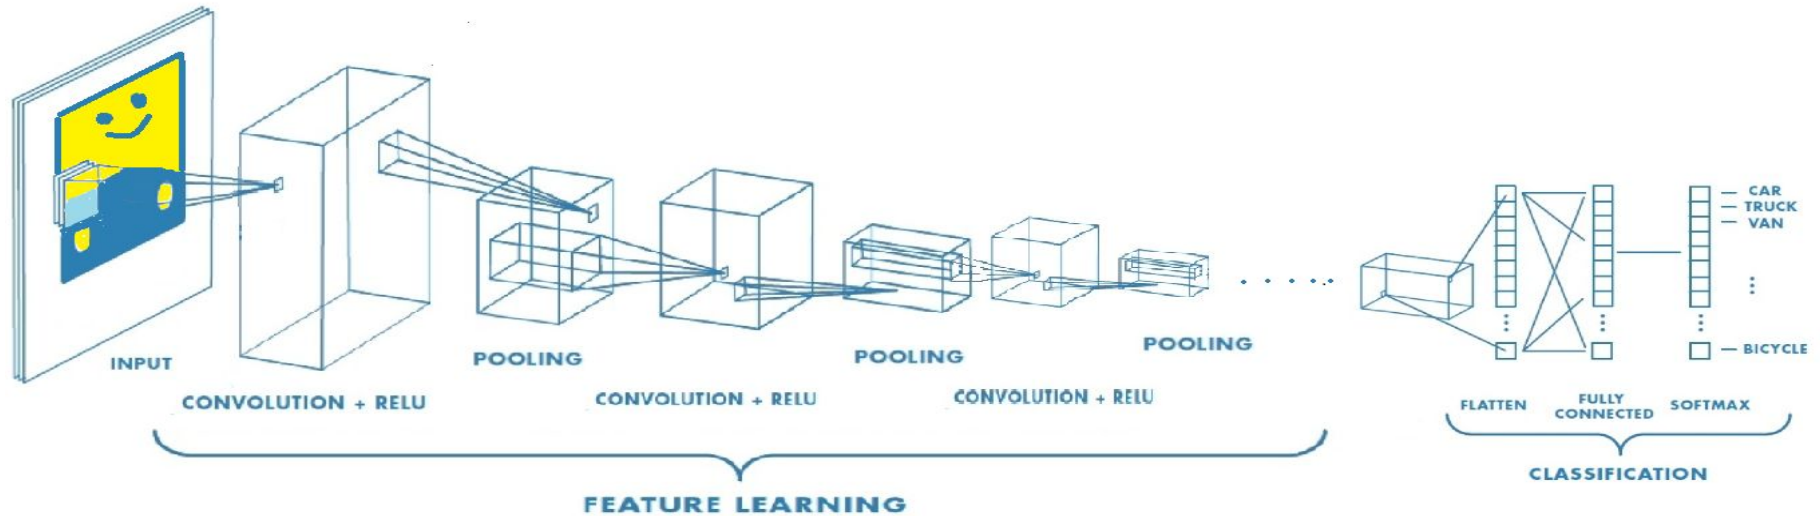 INPUT
CONVOLUTION + RELU
POOLING
CONVOLUTION + RELU
POOLING
CONVOLUTION + RELU
POOLING
FEATURE LEARNING
CAR
TRUCK
VAN
BICYCLE
FLATTEN
FULLY
CONNECTED
SOFTMAX
CLASSIFICATION